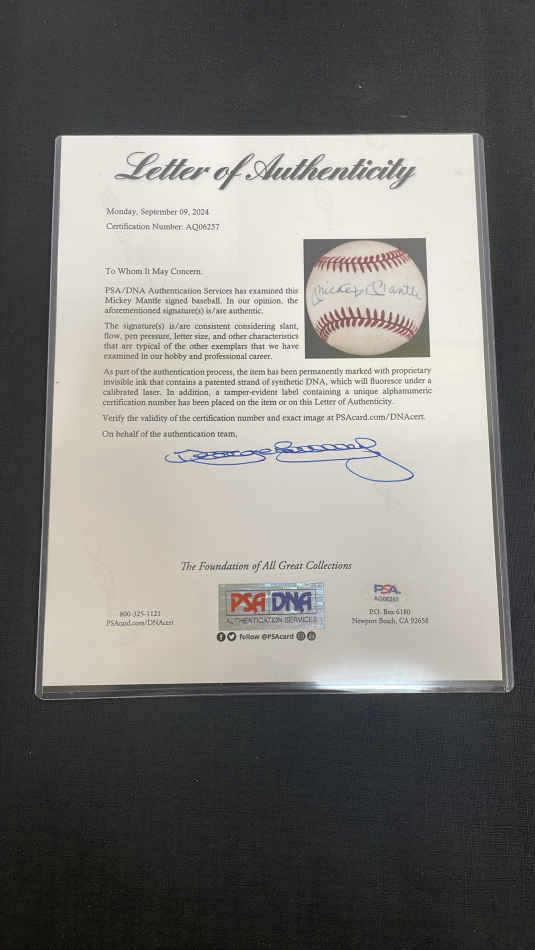 Letter of Authenticity
Monday, September 09, 2024
Certification Number: AQ06257
To Whom It May Concern:
PSA/DNA Authentication Services has examined this
Mickey Mantle signed baseball. In our opinion, the
aforementioned signature(s) is/are authentic.
The signature(s) is/are consistent considering slant,
flow, pen pressure, letter size, and other characteristics
that are typical of the other exemplars that we have
examined in our hobby and professional career.
Mickey Mantle
As part of the authentication process, the item has been permanently marked with proprietary
invisible ink that contains a patented strand of synthetic DNA, which will fluoresce under a
calibrated laser. In addition, a tamper-evident label containing a unique alphanumeric
certification number has been placed on the item or on this Letter of Authenticity.
Verify the validity of the certification number and exact image at PSAcard.com/DNAcert.
On behalf of the authentication team,
The Foundation of All Great Collections
800-325-1121
PSAcard.com/DNAcert
PSA DNA
AUTHENTICATION SERVICES
follow @PSAcard
PSA
AQ06257
P.O. Box 6180
Newport Beach, CA 92658